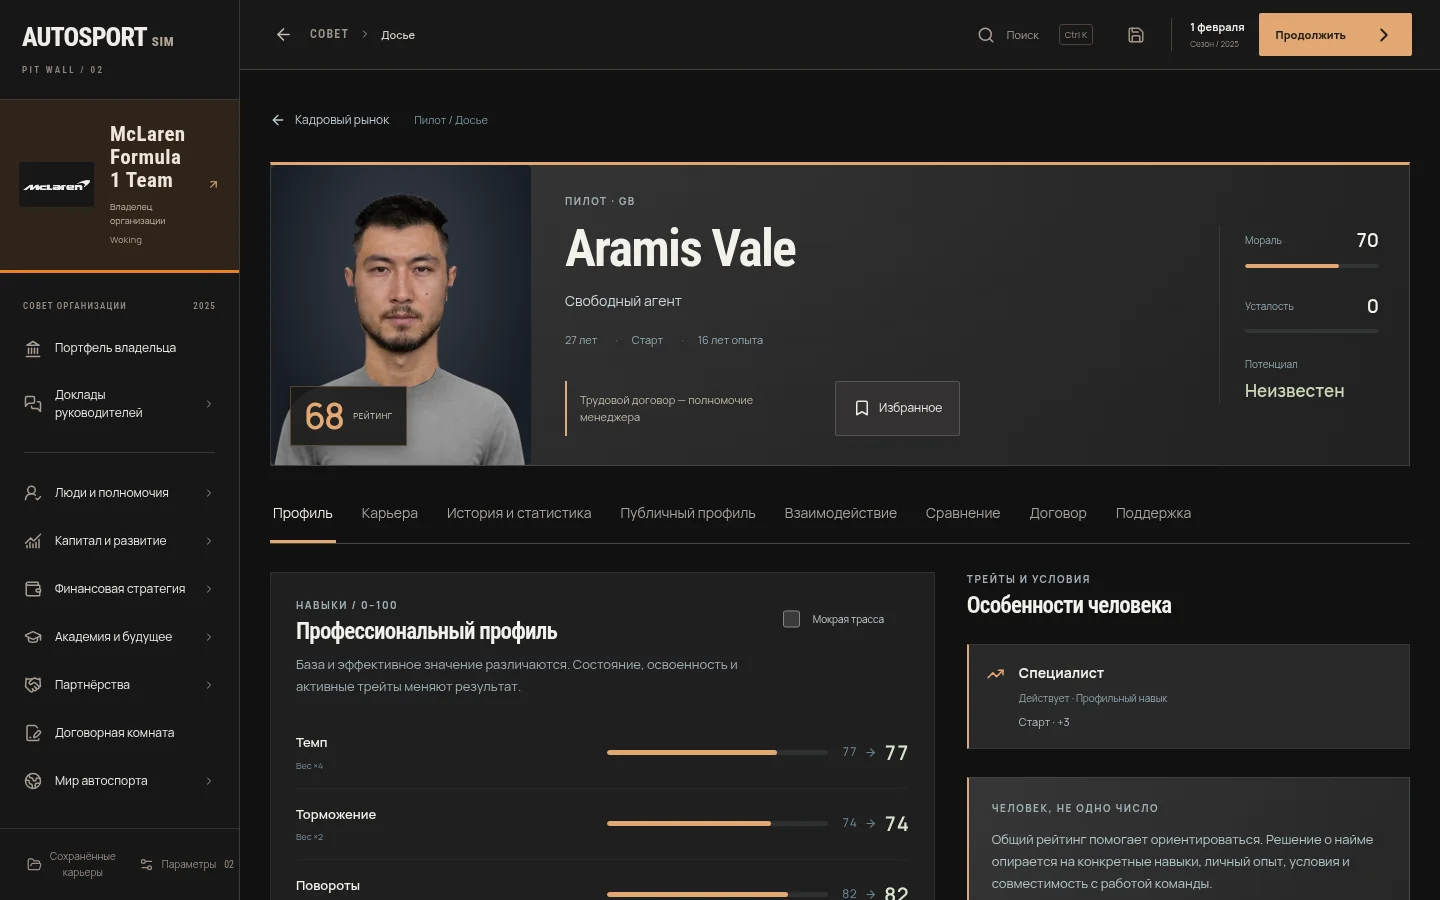 AUTOSPORT SIM
PIT WALL / 02
McLaren
McLaren
Formula
1 Team
Владелец
организации
Woking
СОВЕТ ОРГАНИЗАЦИИ 2025
Портфель владельца
Доклады
руководителей
Люди и полномочия
Капитал и развитие
Финансовая стратегия
Академия и будущее
Партнёрства
Договорная комната
Мир автоспорта
Сохранённые
карьеры
Параметры 02
СОВЕТ Досье
Поиск Ctrl K
1 февраля
Сезон / 2025
Продолжить
Кадровый рынок Пилот / Досье
ПИЛОТ · GB
Aramis Vale
Свободный агент
27 лет · Старт · 16 лет опыта
Трудовой договор — полномочие
менеджера
Избранное
68 РЕЙТИНГ
Мораль 70
Усталость 0
Потенциал
Неизвестен
Профиль Карьера История и статистика Публичный профиль Взаимодействие Сравнение Договор Поддержка
НАВЫКИ / 0–100
Профессиональный профиль
Мокрая трасса
База и эффективное значение различаются. Состояние, освоенность и
активные трейты меняют результат.
Темп
Вес ×4
77 → 77
Торможение
Вес ×2
74 → 74
Повороты
82 → 82
ТРЕЙТЫ И УСЛОВИЯ
Особенности человека
Специалист
Действует · Профильный навык
Старт · +3
ЧЕЛОВЕК, НЕ ОДНО ЧИСЛО
Общий рейтинг помогает ориентироваться. Решение о найме
опирается на конкретные навыки, личный опыт, условия и
совместимость с работой команды.